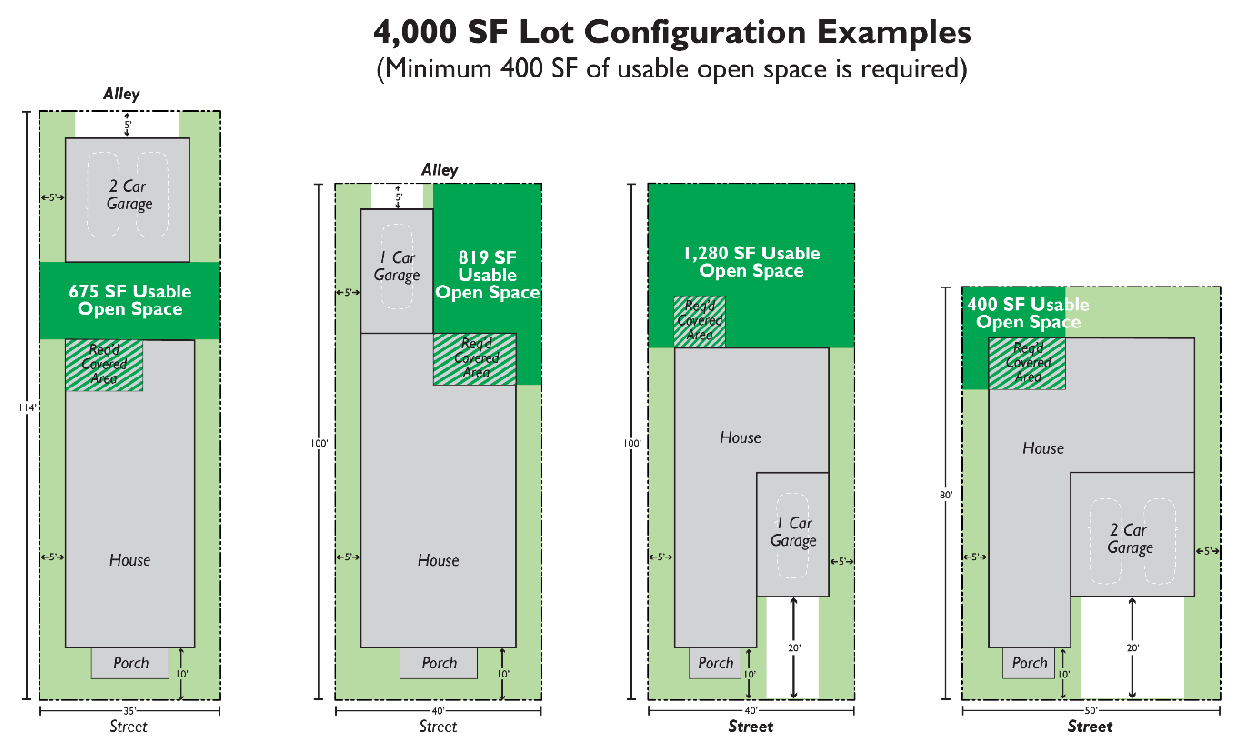 4,000 SF Lot Configuration Examples
(Minimum 400 SF of usable open space is required)
Alley
5'
2 Car
Garage
5'
675 SF Usable
Open Space
Req'd
Covered
Area
114'
5'
House
Porch
10'
35'
Street
Alley
5'
1 Car
Garage
5'
819 SF
Usable
Open Space
Req'd
Covered
Area
100'
5'
House
Porch
10'
40'
Street
1,280 SF Usable
Open Space
Req'd
Covered
Area
100'
House
1 Car
Garage
5'
5'
20'
Porch
10'
40'
Street
400 SF Usable
Open Space
Req'd
Covered
Area
House
80'
2 Car
Garage
5'
5'
20'
Porch
10'
50'
Street